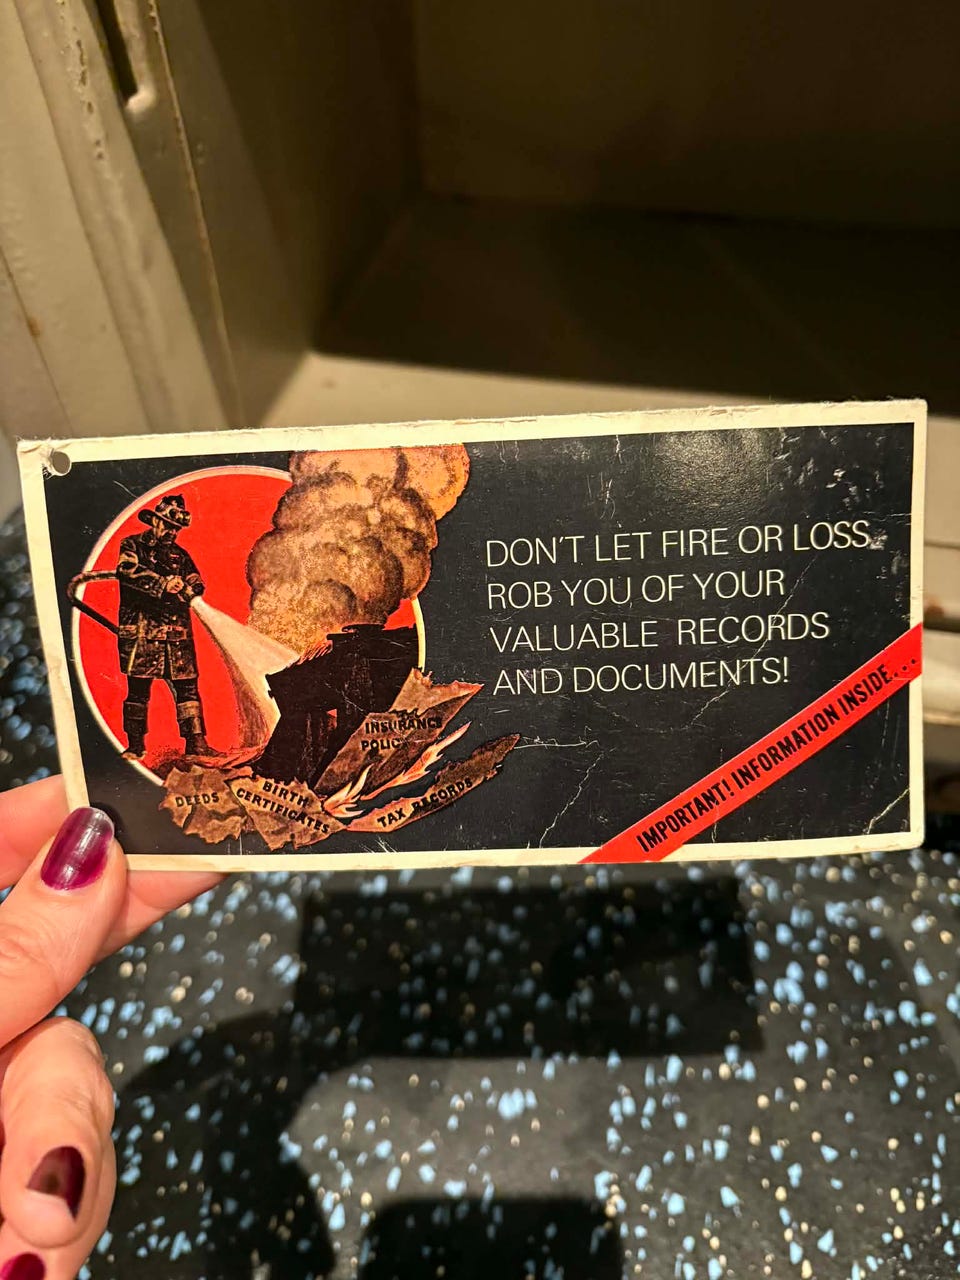 DON'T LET FIRE OR LOSS
ROB YOU OF YOUR
VALUABLE RECORDS
AND DOCUMENTS!
IMPORTANT! INFORMATION INSIDE....
INSURANCE
POLICY
DEEDS
BIRTH
CERTIFICATES
TAX RECORDS